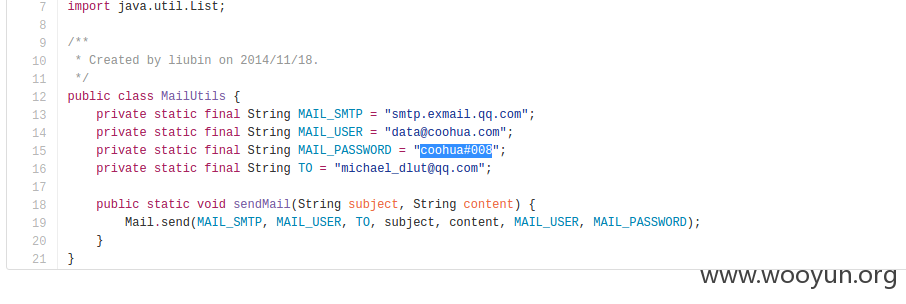 7 import java.util.List;
8
9 /**
10 * Created by liubin on 2014/11/18.
11 */
12 public class MailUtils {
13 private static final String MAIL_SMTP = "smtp.exmail.qq.com";
14 private static final String MAIL_USER = "data@coohua.com";
15 private static final String MAIL_PASSWORD = "coohua#008";
16 private static final String TO = "michael_dlut@qq.com";
17
18 public static void sendMail(String subject, String content) {
19 Mail.send(MAIL_SMTP, MAIL_USER, TO, subject, content, MAIL_USER, MAIL_PASSWORD);
20 }
21 }
www.wooyun.org